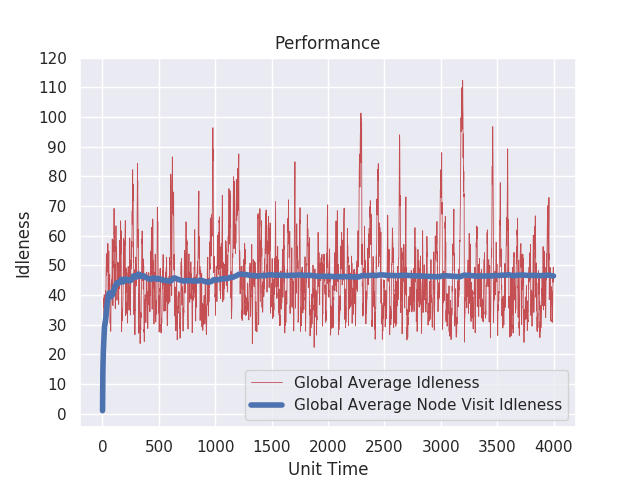 Performance
120
110
100
90
80
70
60
50
40
30
20
10
0
Idleness
Global Average Idleness
Global Average Node Visit Idleness
0 500 1000 1500 2000 2500 3000 3500 4000
Unit Time